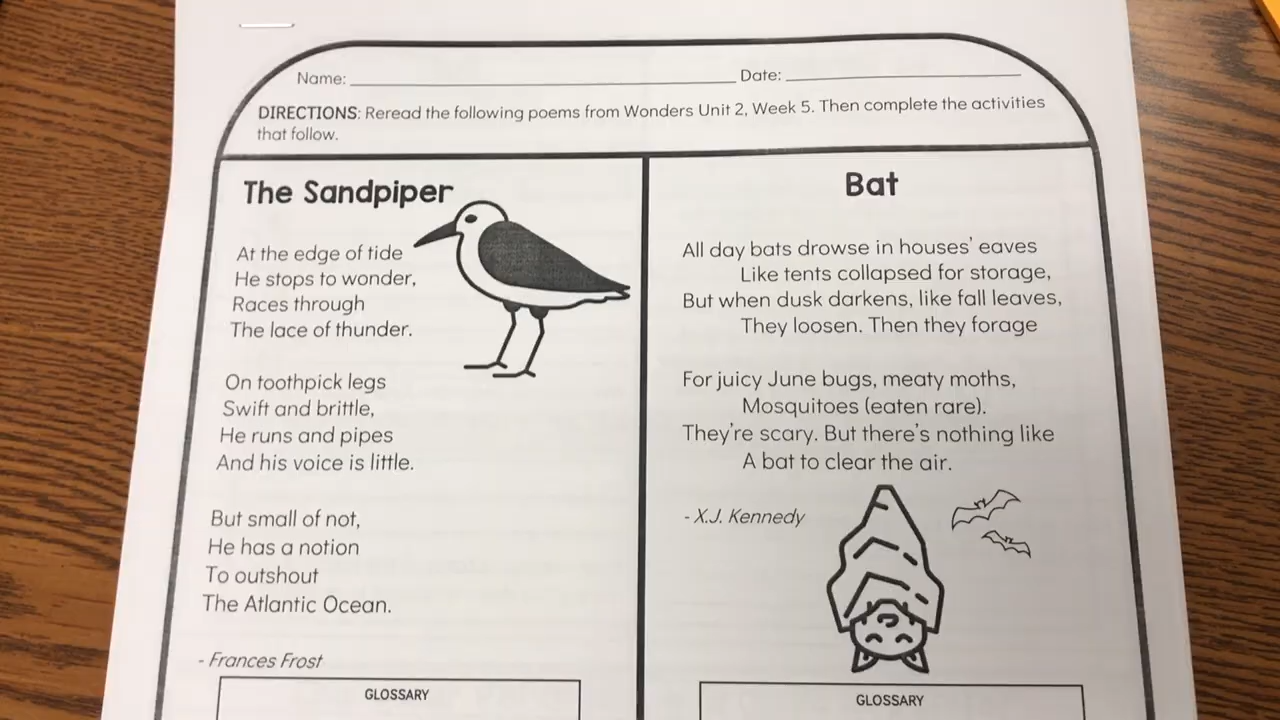 Name: Date:
DIRECTIONS: Reread the following poems from Wonders Unit 2, Week 5. Then complete the activities
that follow.
The Sandpiper
At the edge of tide
He stops to wonder,
Races through
The lace of thunder.
On toothpick legs
Swift and brittle,
He runs and pipes
And his voice is little.
But small of not,
He has a notion
To outshout
The Atlantic Ocean.
- Frances Frost
GLOSSARY
Bat
All day bats drowse in houses' eaves
Like tents collapsed for storage,
But when dusk darkens, like fall leaves,
They loosen. Then they forage
For juicy June bugs, meaty moths,
Mosquitoes (eaten rare).
They're scary. But there's nothing like
A bat to clear the air.
- X.J. Kennedy
GLOSSARY